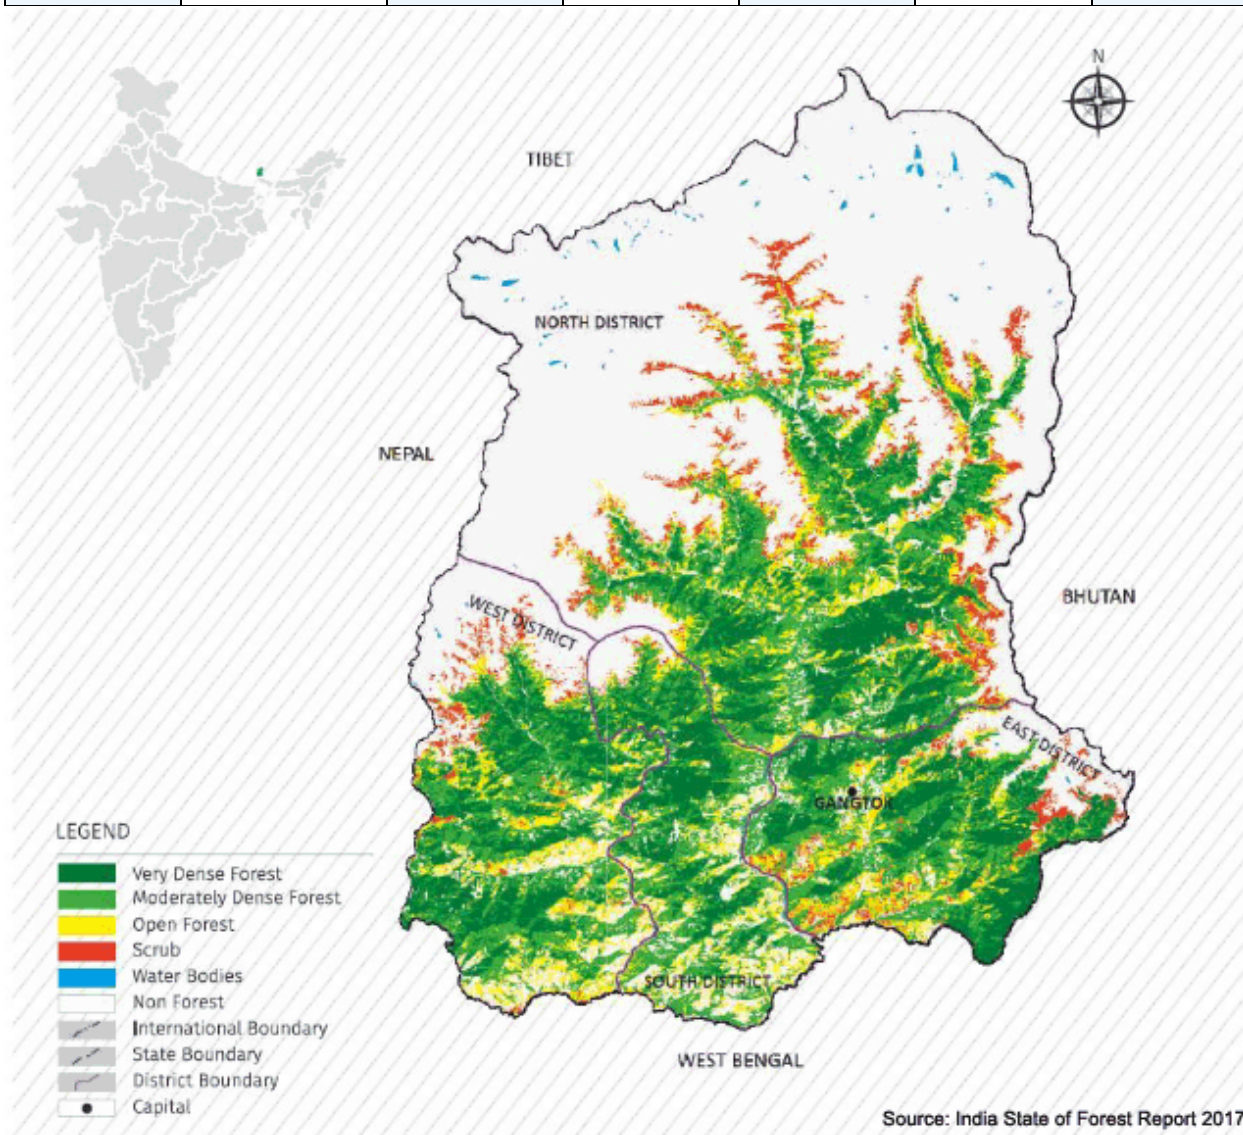 N
TIBET
NORTH DISTRICT
NEPAL
BHUTAN
WEST DISTRICT
EAST DISTRICT
GANGTOK
SOUTH DISTRICT
WEST BENGAL
LEGEND
Very Dense Forest
Moderately Dense Forest
Open Forest
Scrub
Water Bodies
Non Forest
International Boundary
State Boundary
District Boundary
Capital
Source: India State of Forest Report 2017